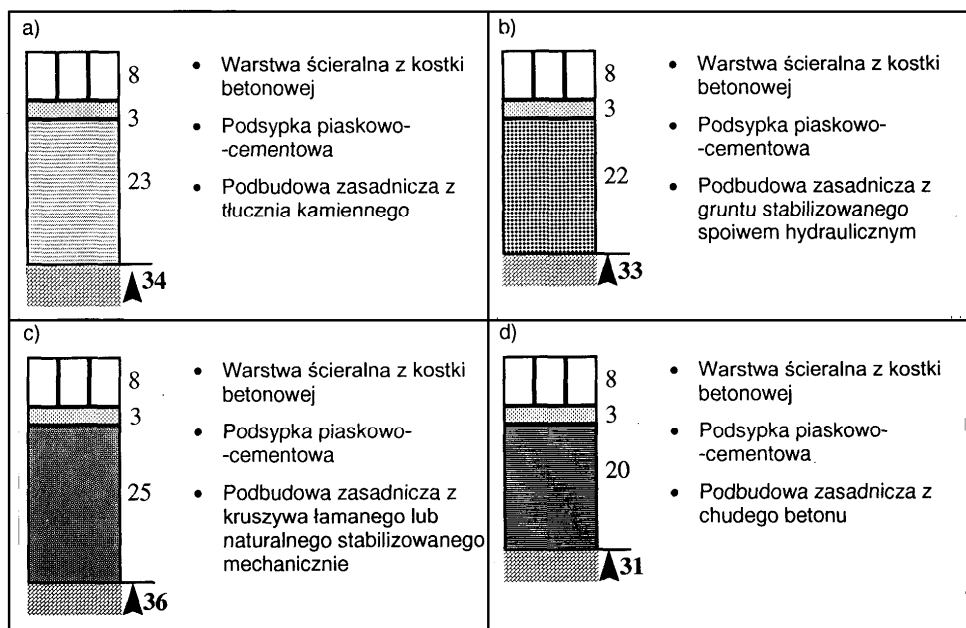 a)
8
3
23
34
• Warstwa ścieralna z kostki
betonowej
• Podsypka piaskowo-
-cementowa
• Podbudowa zasadnicza z
tłucznia kamiennego
b)
8
3
22
33
• Warstwa ścieralna z kostki
betonowej
• Podsypka piaskowo-
-cementowa
• Podbudowa zasadnicza z
gruntu stabilizowanego
spoiwem hydraulicznym
c)
8
3
25
36
• Warstwa ścieralna z kostki
betonowej
• Podsypka piaskowo-
-cementowa
• Podbudowa zasadnicza z
kruszywa łamanego lub
naturalnego stabilizowanego
mechanicznie
d)
8
3
20
31
• Warstwa ścieralna z kostki
betonowej
• Podsypka piaskowo-
-cementowa
• Podbudowa zasadnicza z
chudego betonu